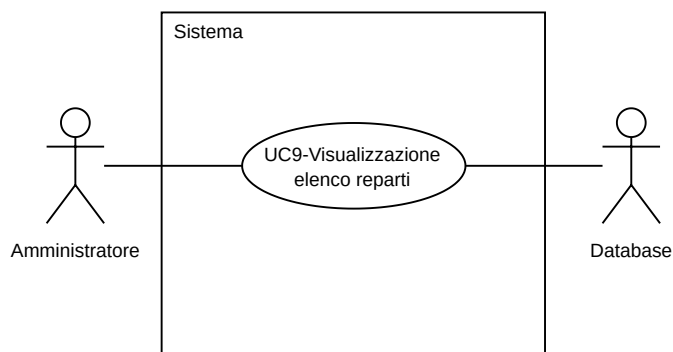 Sistema
UC9-Visualizzazione
elenco reparti
Amministratore
Database